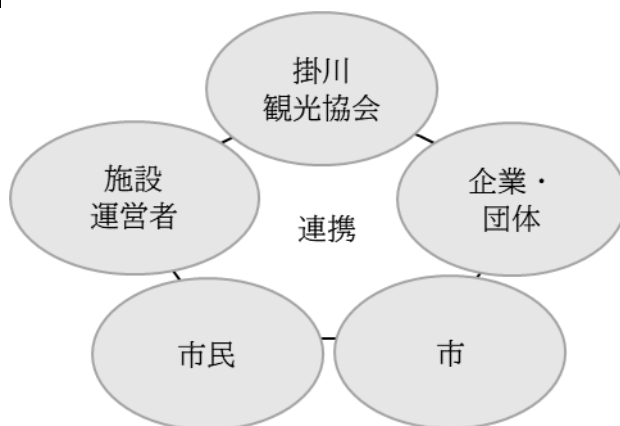 掛川
観光協会
施設
運営者
企業・
団体
連携
市民
市